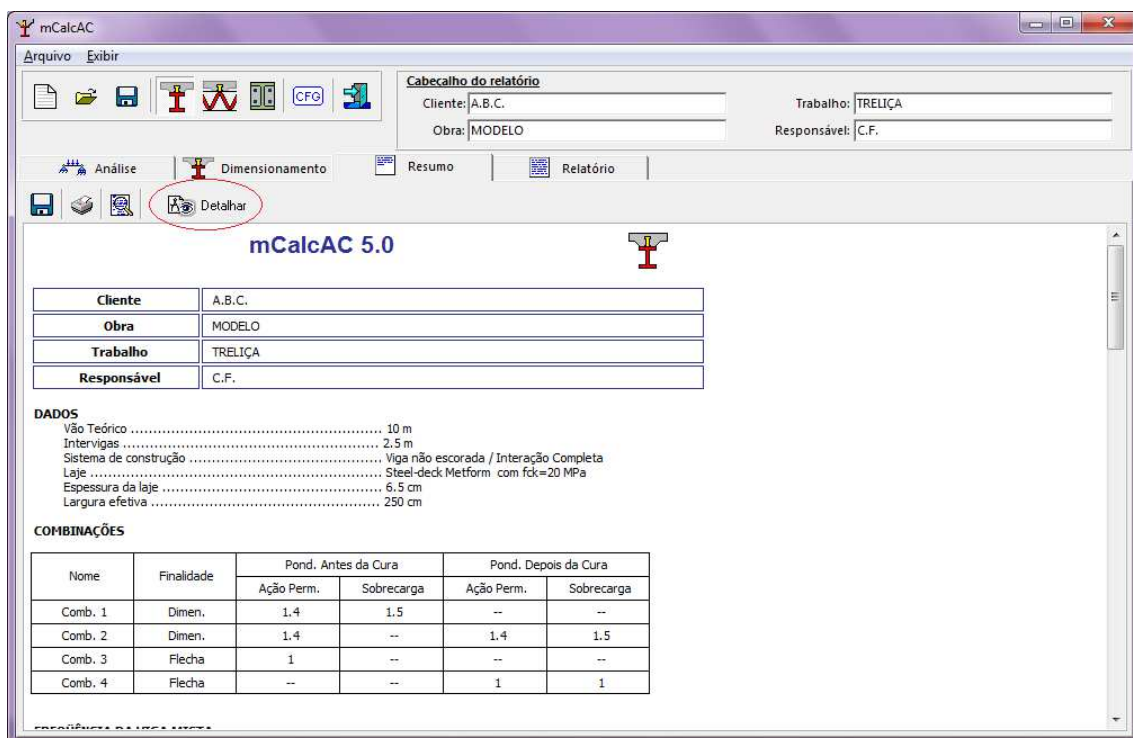 mCalcAC
Arquivo Exibir
Cabecalho do relatório
Cliente: A.B.C. Trabalho: TRELIÇA
Obra: MODELO Responsável: C.F.
CFG
Análise Dimensionamento Resumo Relatório
Detalhar
mCalcAC 5.0
Cliente A.B.C.
Obra MODELO
Trabalho TRELIÇA
Responsável C.F.
DADOS
Vão Teórico ........................................................ 10 m
Intervigas ......................................................... 2.5 m
Sistema de construção ........................................... Viga não escorada / Interação Completa
Laje ................................................................. Steel-deck Metform com fck=20 MPa
Espessura da laje ................................................. 6.5 cm
Largura efetiva ................................................... 250 cm
COMBINAÇÕES
Nome Finalidade Pond. Antes da Cura Pond. Depois da Cura
Ação Perm. Sobrecarga Ação Perm. Sobrecarga
Comb. 1 Dimen. 1.4 1.5 -- --
Comb. 2 Dimen. 1.4 -- 1.4 1.5
Comb. 3 Flecha 1 -- -- --
Comb. 4 Flecha -- -- 1 1